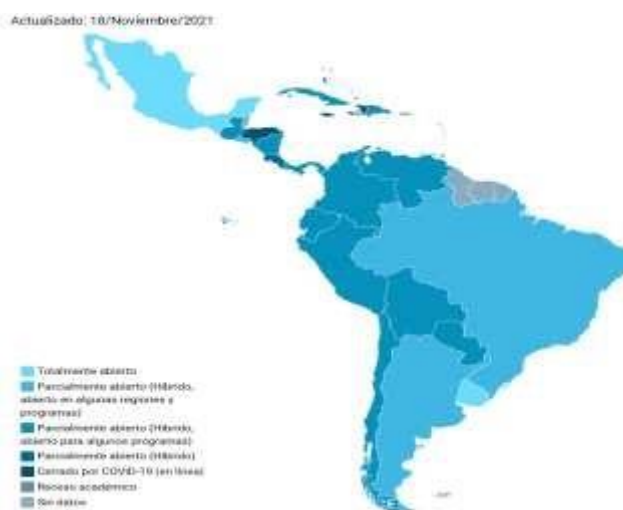 Actualizado: 18/Noviembre/2021
Totalmente abierto
Parcialmente abierto (Híbrido,
abierto en algunas regiones y
programas)
Parcialmente abierto (Híbrido,
abierto para algunos programas)
Parcialmente abierto (Híbrido)
Cerrado por COVID-19 (en línea)
Receso académico
Sin datos